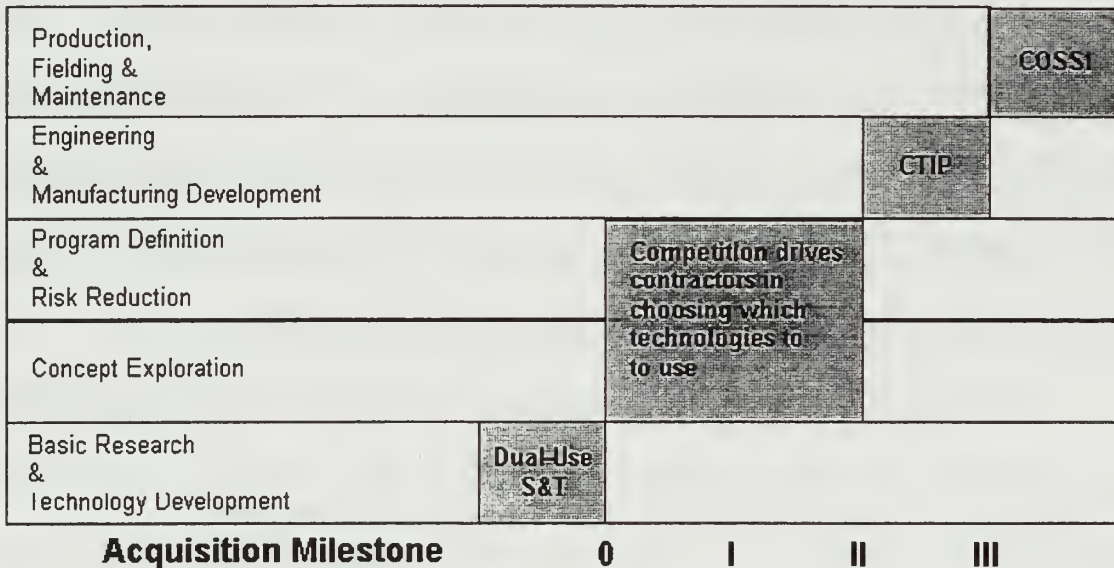 Production,
Fielding &
Maintenance
COSSI
Engineering
&
Manufacturing Development
CTIP
Program Definition
&
Risk Reduction
Competition drives
contractors in
choosing which
technologies to
to use
Concept Exploration
Basic Research
&
Technology Development
Dual-Use
S&T
Acquisition Milestone 0 I II III